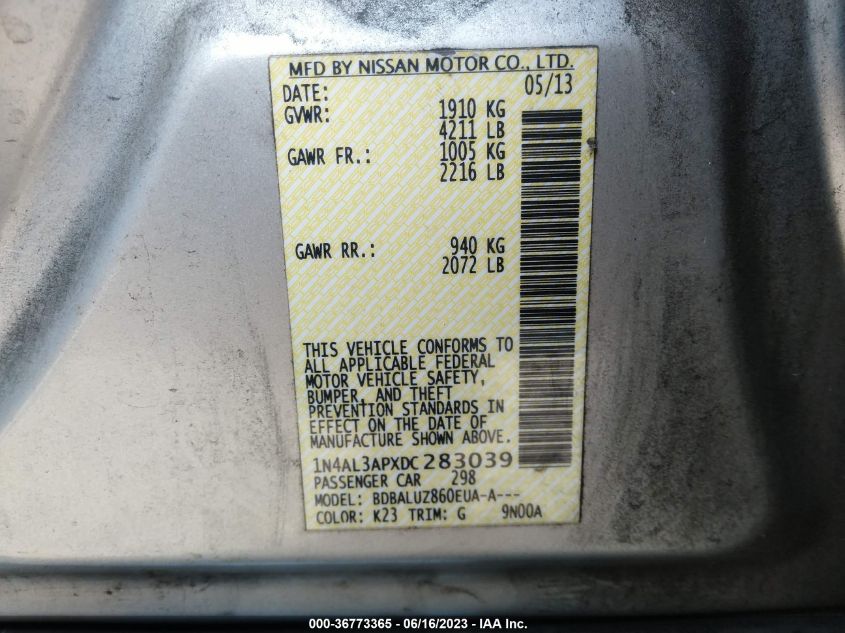 MFD BY NISSAN MOTOR CO., LTD.
DATE: 05/13
GVWR: 1910 KG
4211 LB
GAWR FR.: 1005 KG
2216 LB
GAWR RR.: 940 KG
2072 LB
THIS VEHICLE CONFORMS TO
ALL APPLICABLE FEDERAL
MOTOR VEHICLE SAFETY,
BUMPER, AND THEFT
PREVENTION STANDARDS IN
EFFECT ON THE DATE OF
MANUFACTURE SHOWN ABOVE.
1N4AL3APXDC 283039
PASSENGER CAR 298
MODEL: BDBALUZ860EUA-A---
COLOR: K23 TRIM: G 9N00A
000-36773365 - 06/16/2023 - IAA Inc.